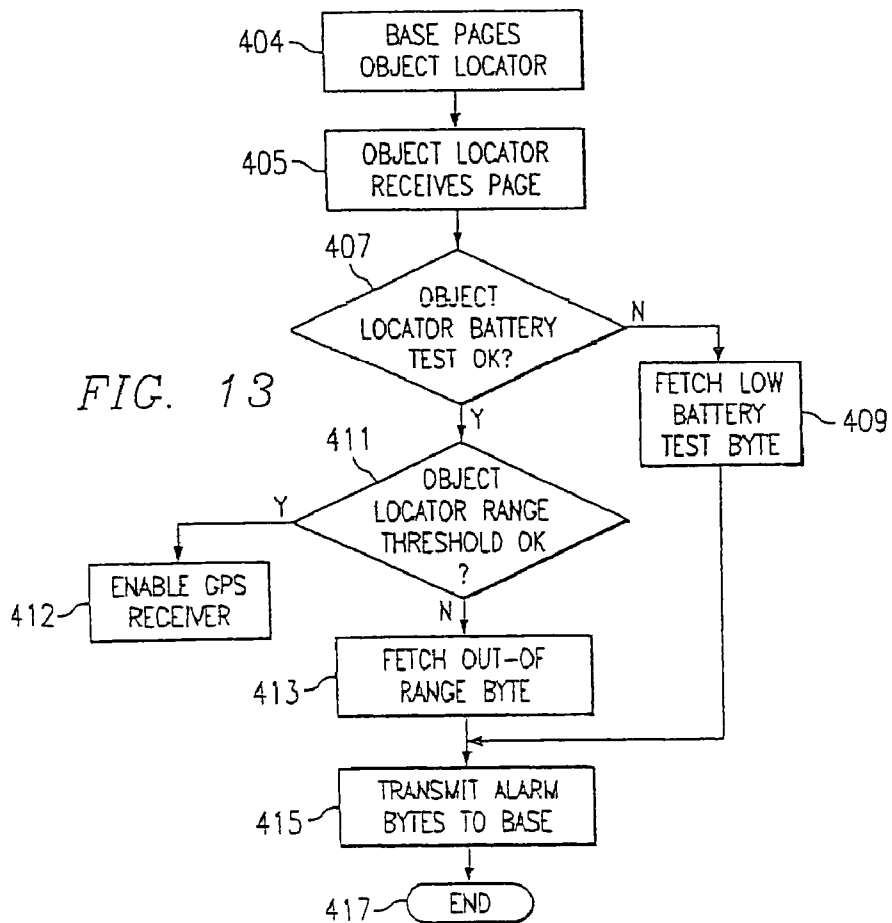 404
BASE PAGES
OBJECT LOCATOR
405
OBJECT LOCATOR
RECEIVES PAGE
407
OBJECT
LOCATOR BATTERY
TEST OK?
N
Y
FETCH LOW
BATTERY
TEST BYTE
409
FIG. 13
411
OBJECT
LOCATOR RANGE
THRESHOLD OK
?
Y
N
ENABLE GPS
RECEIVER
412
FETCH OUT-OF
RANGE BYTE
413
TRANSMIT ALARM
BYTES TO BASE
415
END
417